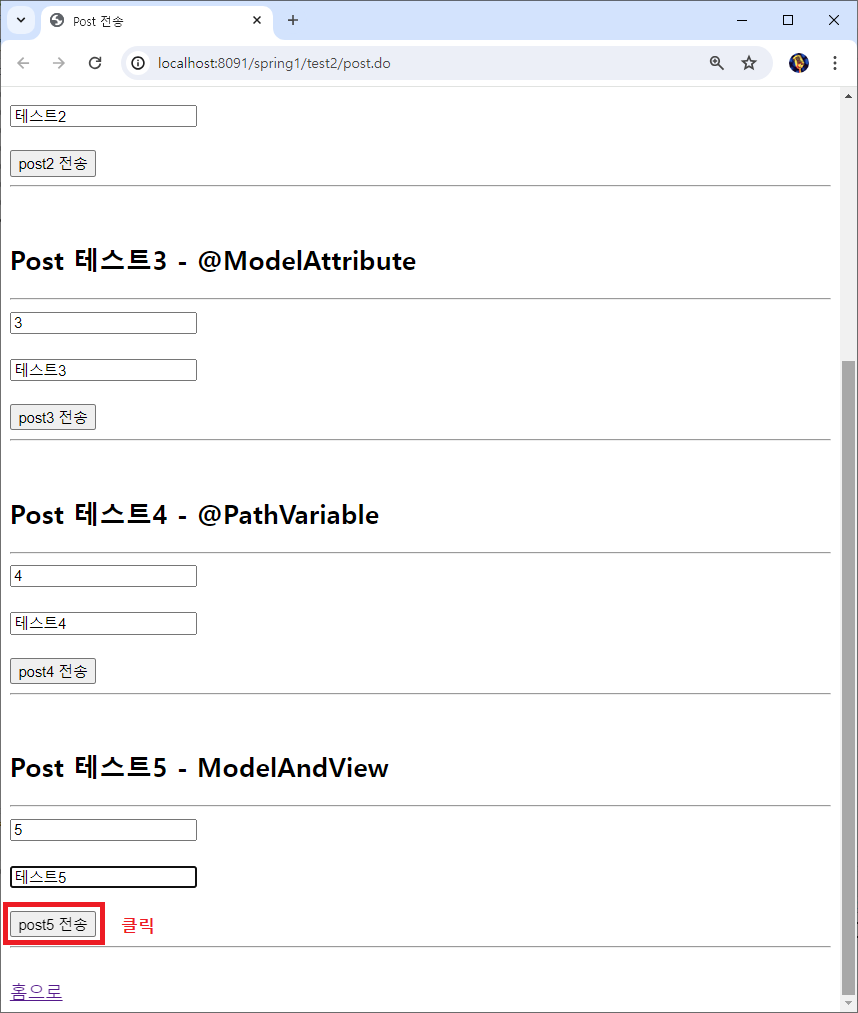 Post 전송
localhost:8091/spring1/test2/post.do
테스트2
post2 전송
Post 테스트3 - @ModelAttribute
3
테스트3
post3 전송
Post 테스트4 - @PathVariable
4
테스트4
post4 전송
Post 테스트5 - ModelAndView
5
테스트5
post5 전송 클릭
홈으로